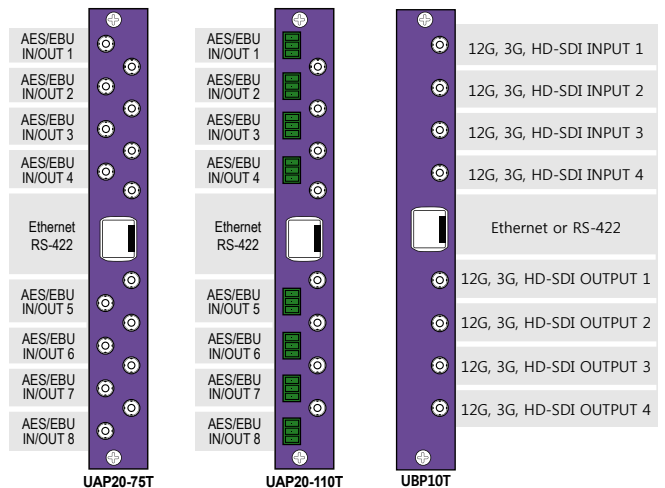 AES/EBU
IN/OUT 1
AES/EBU
IN/OUT 2
AES/EBU
IN/OUT 3
AES/EBU
IN/OUT 4
Ethernet
RS-422
AES/EBU
IN/OUT 5
AES/EBU
IN/OUT 6
AES/EBU
IN/OUT 7
AES/EBU
IN/OUT 8
UAP20-75T
AES/EBU
IN/OUT 1
AES/EBU
IN/OUT 2
AES/EBU
IN/OUT 3
AES/EBU
IN/OUT 4
Ethernet
RS-422
AES/EBU
IN/OUT 5
AES/EBU
IN/OUT 6
AES/EBU
IN/OUT 7
AES/EBU
IN/OUT 8
UAP20-110T
12G, 3G, HD-SDI INPUT 1
12G, 3G, HD-SDI INPUT 2
12G, 3G, HD-SDI INPUT 3
12G, 3G, HD-SDI INPUT 4
Ethernet or RS-422
12G, 3G, HD-SDI OUTPUT 1
12G, 3G, HD-SDI OUTPUT 2
12G, 3G, HD-SDI OUTPUT 3
12G, 3G, HD-SDI OUTPUT 4
UBP10T